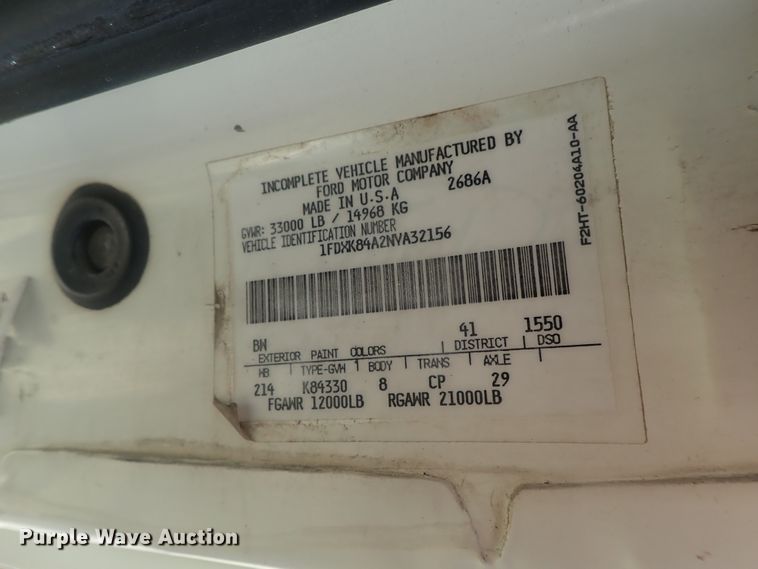 INCOMPLETE VEHICLE MANUFACTURED BY
FORD MOTOR COMPANY
MADE IN U.S.A 2686A
GVWR: 33000 LB / 14968 KG
VEHICLE IDENTIFICATION NUMBER
1FDXK84A2NVA32156
BW 41 1550
EXTERIOR PAINT COLORS DISTRICT DSO
WB TYPE-GVW BODY TRANS AXLE
214 K84330 8 CP 29
FGAWR 12000LB RGAWR 21000LB
F2HT-60204A10-AA
Purple Wave Auction